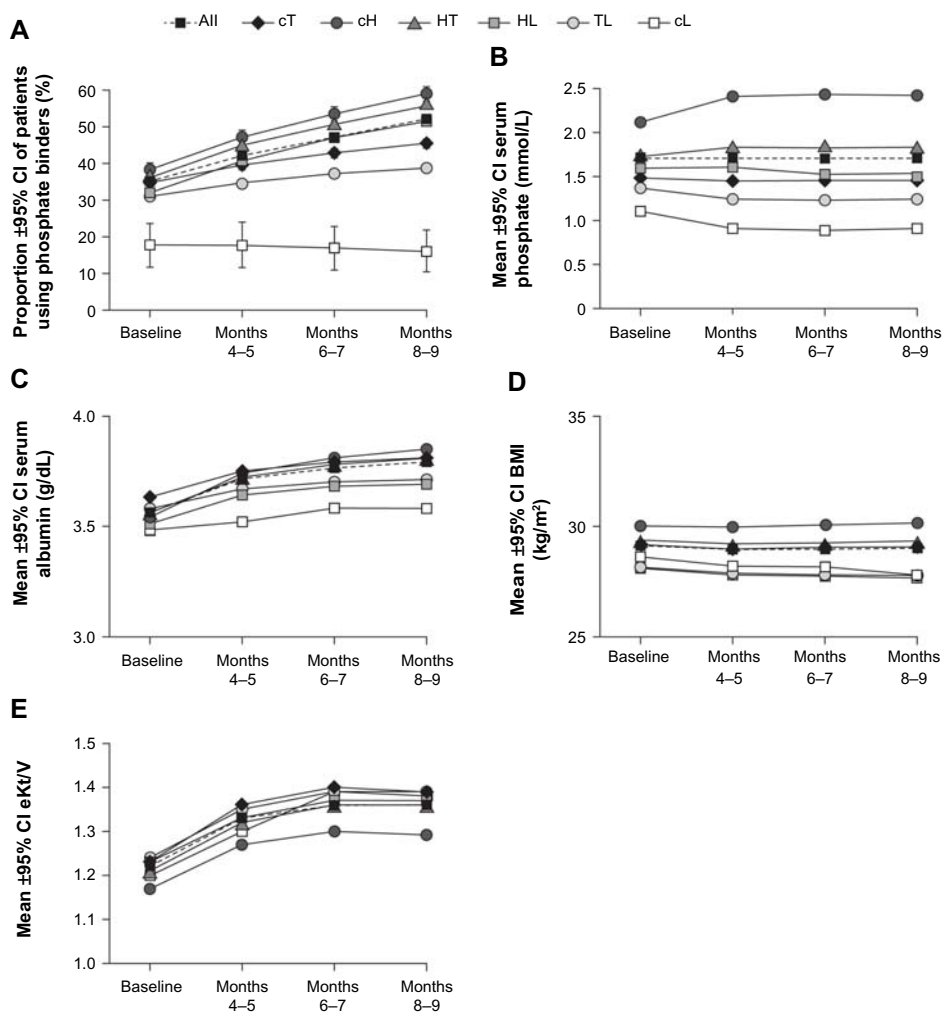 All cT cH HT HL TL cL
A
Proportion ±95% CI of patients
using phosphate binders (%)
60
50
40
30
20
10
0
Baseline Months Months Months
4–5 6–7 8–9
B
Mean ±95% CI serum
phosphate (mmol/L)
2.5
2.0
1.5
1.0
0.5
0
Baseline Months Months Months
4–5 6–7 8–9
C
Mean ±95% CI serum
albumin (g/dL)
4.0
3.5
3.0
Baseline Months Months Months
4–5 6–7 8–9
D
Mean ±95% CI BMI
(kg/m²)
35
30
25
Baseline Months Months Months
4–5 6–7 8–9
E
Mean ±95% CI eKt/V
1.5
1.4
1.3
1.2
1.1
1.0
Baseline Months Months Months
4–5 6–7 8–9